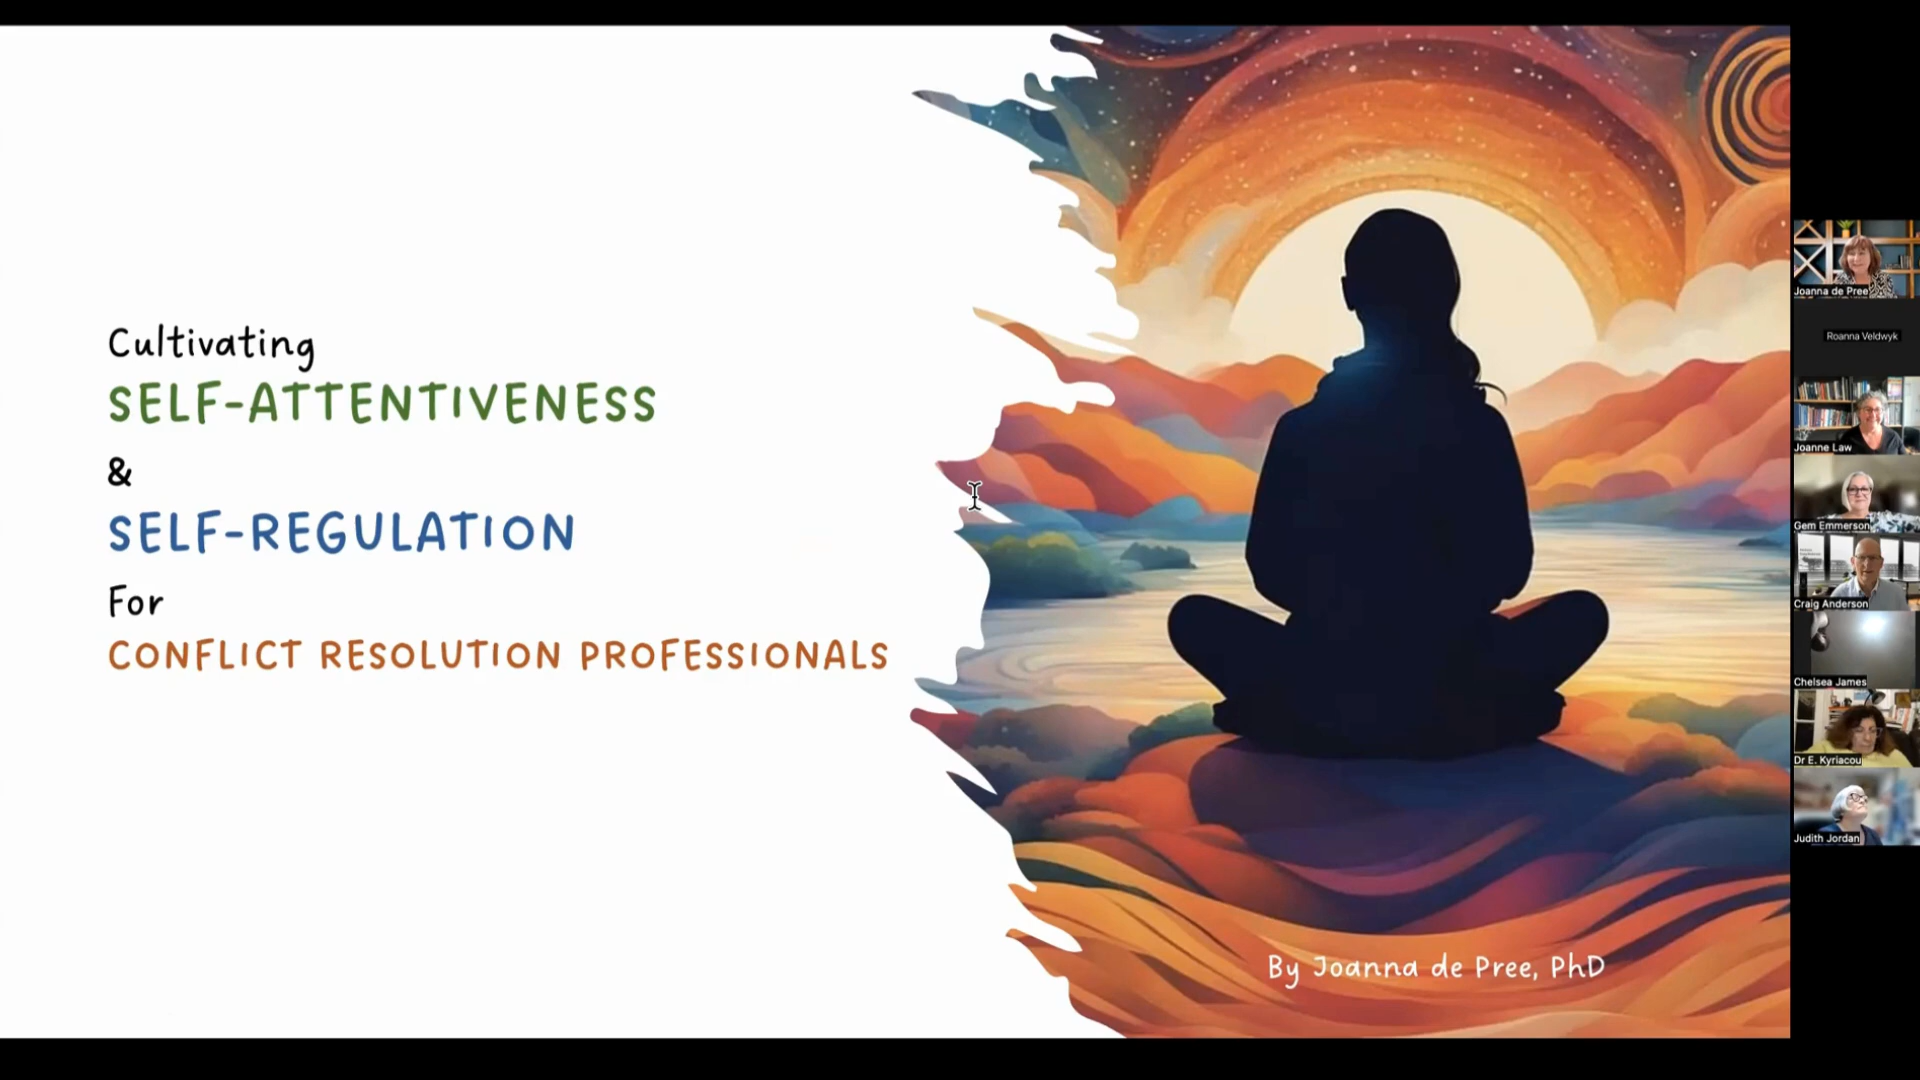 Cultivating
SELF-ATTENTIVENESS
&
SELF-REGULATION
For
CONFLICT RESOLUTION PROFESSIONALS
By Joanna de Pree, PhD
Joanna de Pree
Roanna Veldwyk
Joanne Law
Gem Emmerson
Craig Anderson
Chelsea James
Dr E. Kyriacou
Judith Jordan